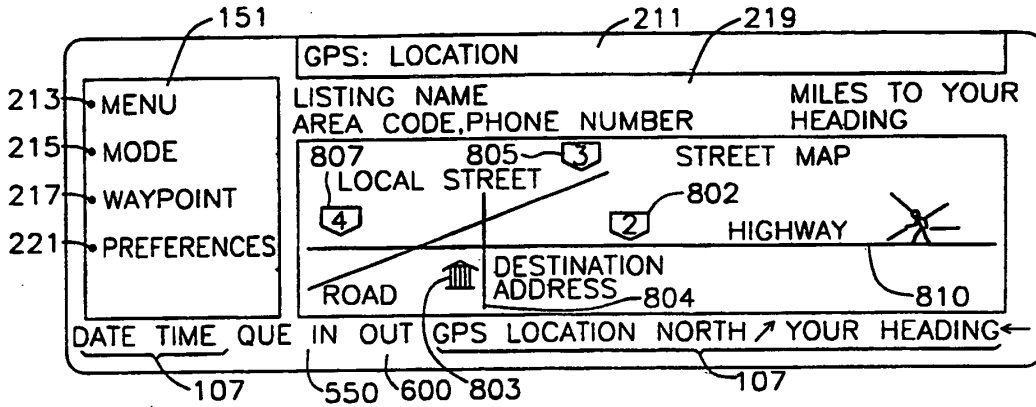 151
211
219
GPS: LOCATION
213 • MENU
LISTING NAME
MILES TO YOUR
AREA CODE,PHONE NUMBER
HEADING
215 • MODE
807
805
3
STREET MAP
LOCAL STREET
802
217 • WAYPOINT
4
2
HIGHWAY
221 • PREFERENCES
DESTINATION
ADDRESS
ROAD
804
810
DATE TIME QUE IN OUT GPS LOCATION NORTH ↗ YOUR HEADING ←
107
550
600
803
107